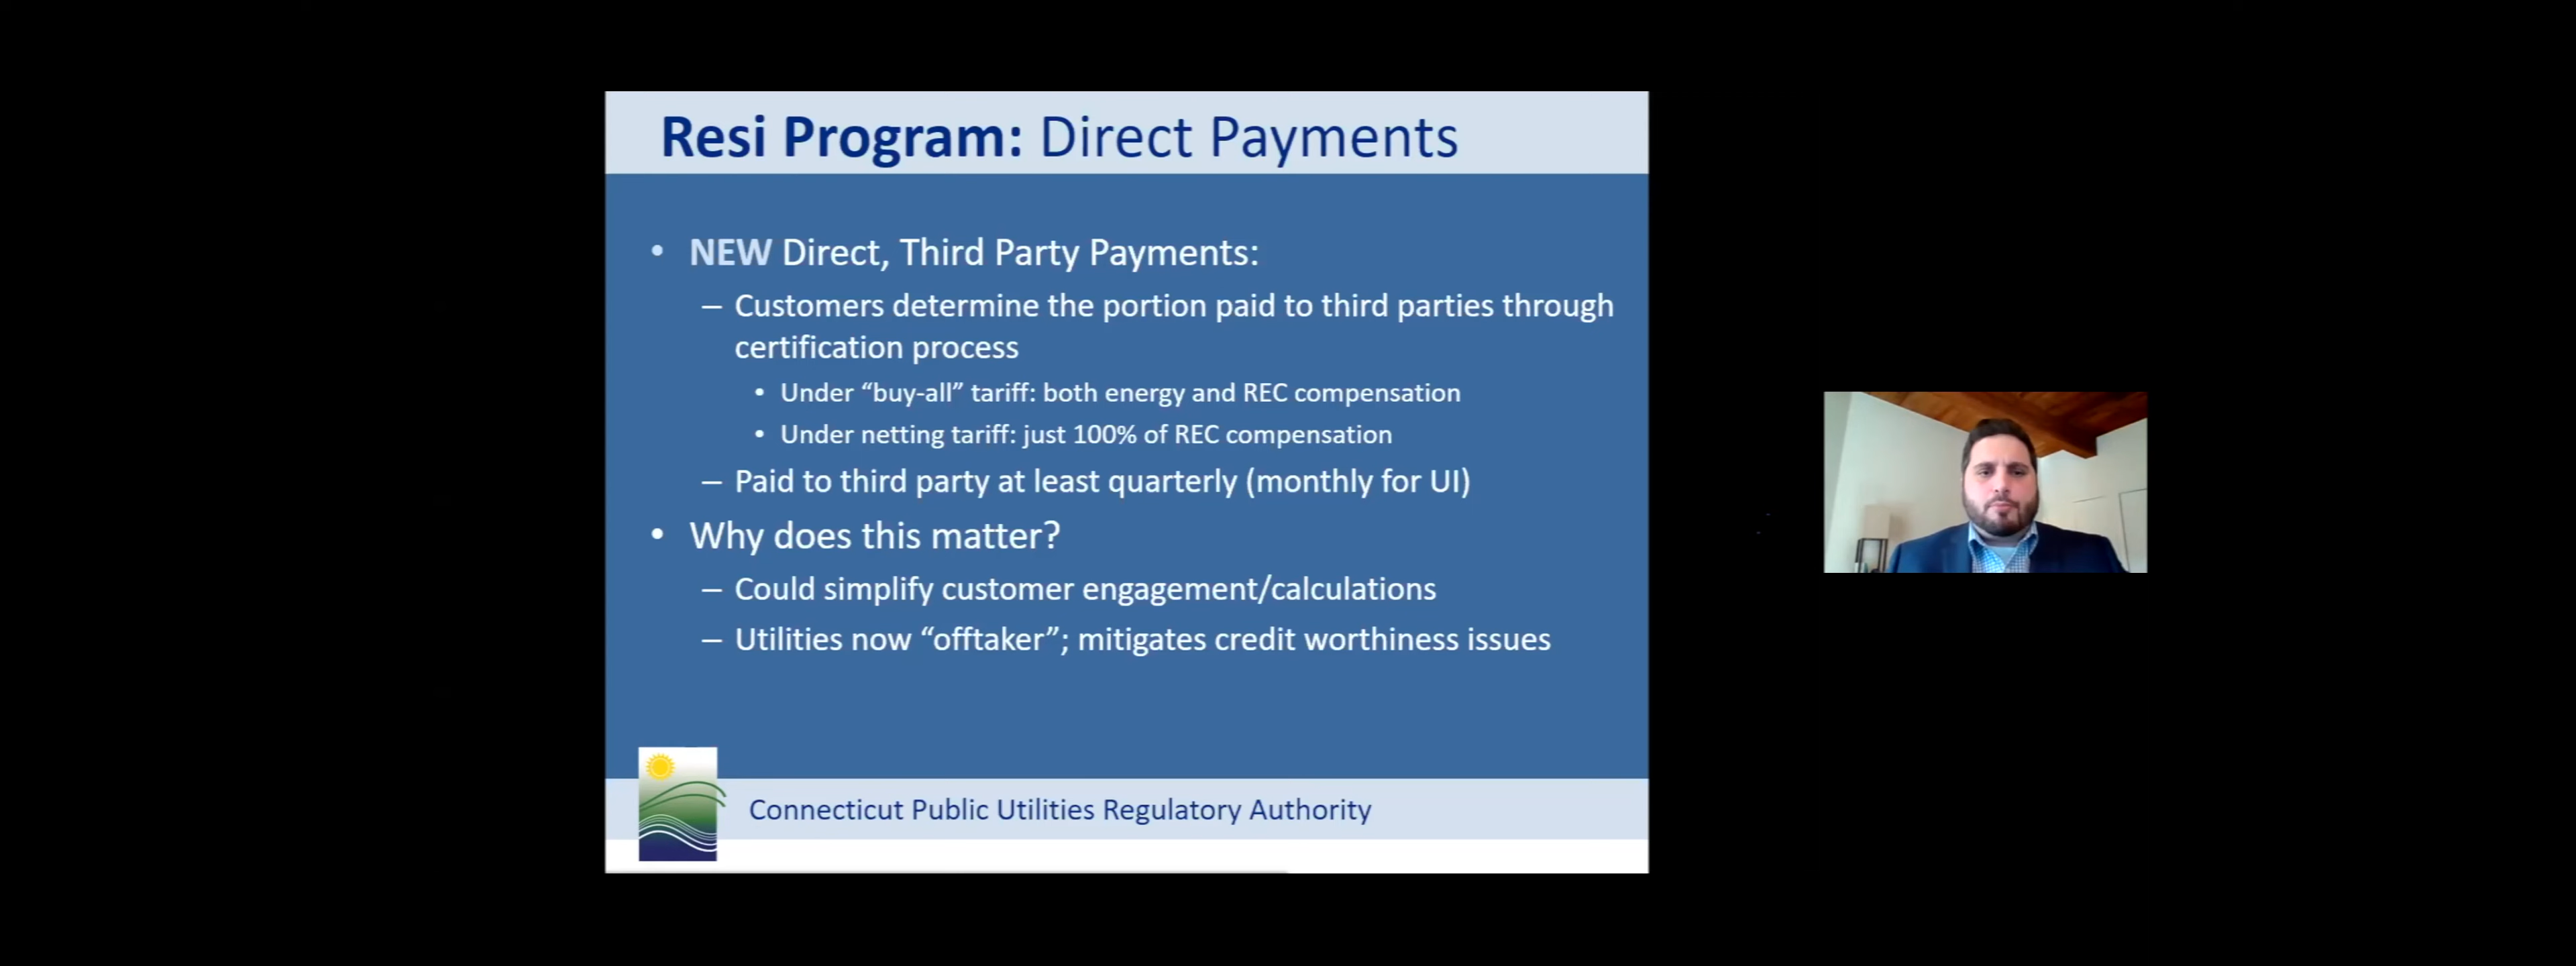 Resi Program: Direct Payments
• NEW Direct, Third Party Payments:
– Customers determine the portion paid to third parties through
certification process
• Under “buy-all” tariff: both energy and REC compensation
• Under netting tariff: just 100% of REC compensation
– Paid to third party at least quarterly (monthly for UI)
• Why does this matter?
– Could simplify customer engagement/calculations
– Utilities now “offtaker”; mitigates credit worthiness issues
Connecticut Public Utilities Regulatory Authority